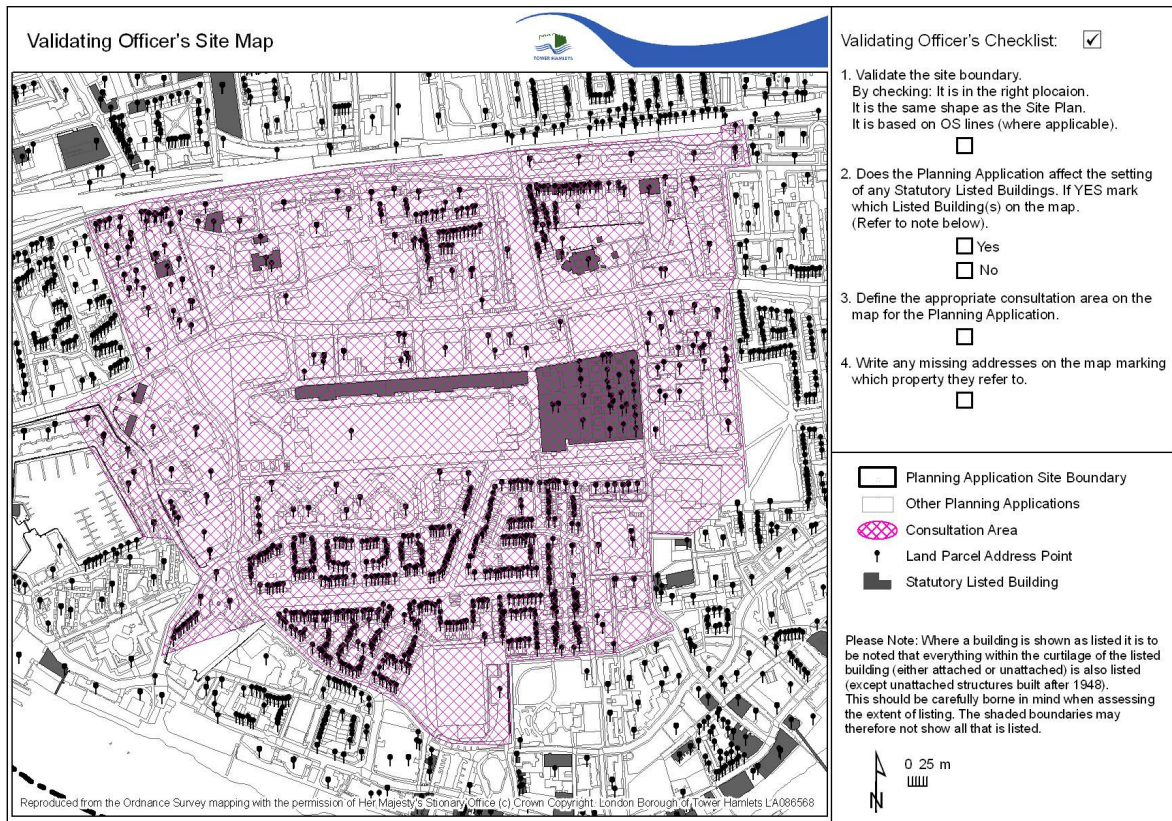 Validating Officer's Site Map
TOWER HAMLETS
Reproduced from the Ordnance Survey mapping with the permission of Her Majesty's Stionary Office (c) Crown Copyright. London Borough of Tower Hamlets LA086568
Validating Officer's Checklist:
1. Validate the site boundary.
By checking: It is in the right plocaion.
It is the same shape as the Site Plan.
It is based on OS lines (where applicable).
2. Does the Planning Application affect the setting
of any Statutory Listed Buildings. If YES mark
which Listed Building(s) on the map.
(Refer to note below).
Yes
No
3. Define the appropriate consultation area on the
map for the Planning Application.
4. Write any missing addresses on the map marking
which property they refer to.
Planning Application Site Boundary
Other Planning Applications
Consultation Area
Land Parcel Address Point
Statutory Listed Building
Please Note: Where a building is shown as listed it is to
be noted that everything within the curtilage of the listed
building (either attached or unattached) is also listed
(except unattached structures built after 1948).
This should be carefully borne in mind when assessing
the extent of listing. The shaded boundaries may
therefore not show all that is listed.
0 25 m
N